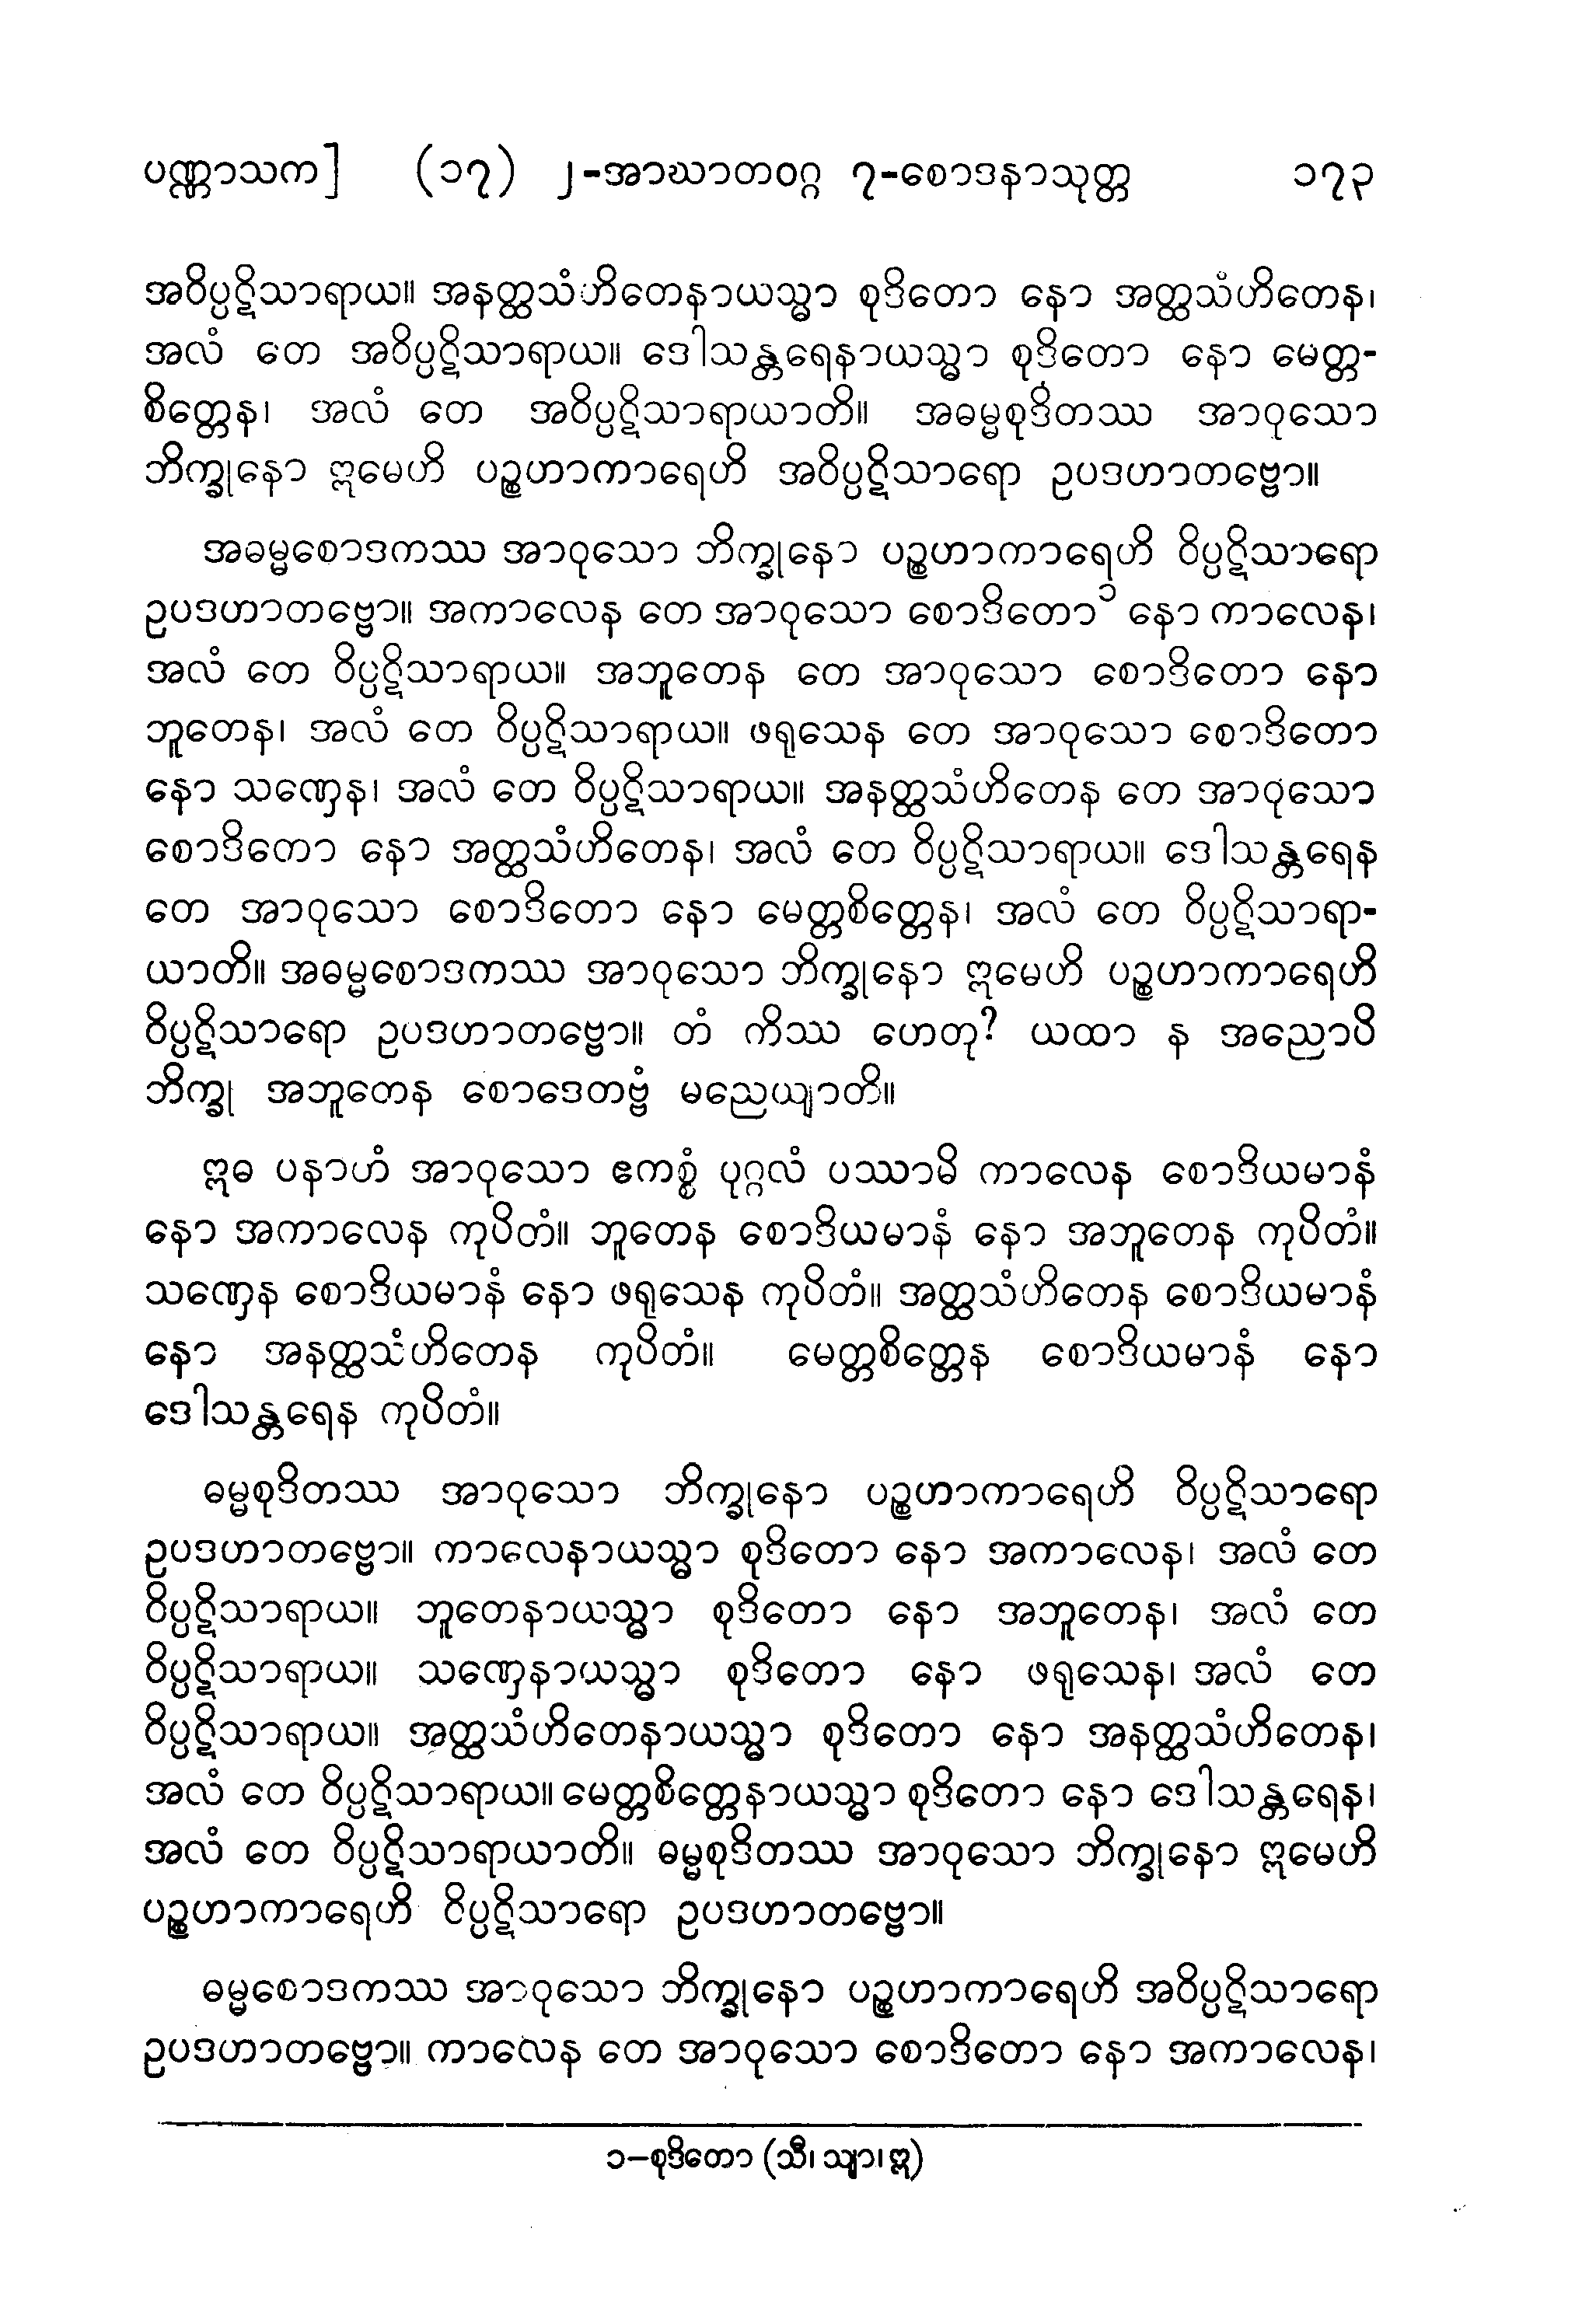 ပဏ္ဏာသက] (၁၇) ၂-အာဃာတဝဂ္ဂ ၇-စောဒနာသုတ္တ ၁၇၃
အဝိပ္ပဋိသာရာယ။ အနတ္ထသံဟိတေနာယသ္မာ စုဒိတော နော အတ္ထသံဟိတေန၊
အလံ တေ အဝိပ္ပဋိသာရာယ။ ဒေါသန္တရေနာယသ္မာ စုဒိတော နော မေတ္တ-
စိတ္တေန၊ အလံ တေ အဝိပ္ပဋိသာရာယာတိ။ အဓမ္မစုဒိတဿ အာဝုသော
ဘိက္ခုနော ဣမေဟိ ပဉ္စဟာကာရေဟိ အဝိပ္ပဋိသာရော ဥပဒဟာတဗ္ဗော။
အဓမ္မစောဒကဿ အာဝုသော ဘိက္ခုနော ပဉ္စဟာကာရေဟိ ဝိပ္ပဋိသာရော
ဥပဒဟာတဗ္ဗော။ အကာလေန တေ အာဝုသော စောဒိတော၁ နော ကာလေန၊
အလံ တေ ဝိပ္ပဋိသာရာယ။ အဘူတေန တေ အာဝုသော စောဒိတော နော
ဘူတေန၊ အလံ တေ ဝိပ္ပဋိသာရာယ။ ဖရုသေန တေ အာဝုသော စောဒိတော
နော သဏှေန၊ အလံ တေ ဝိပ္ပဋိသာရာယ။ အနတ္ထသံဟိတေန တေ အာဝုသော
စောဒိတော နော အတ္ထသံဟိတေန၊ အလံ တေ ဝိပ္ပဋိသာရာယ။ ဒေါသန္တရေန
တေ အာဝုသော စောဒိတော နော မေတ္တစိတ္တေန၊ အလံ တေ ဝိပ္ပဋိသာရာ-
ယာတိ။ အဓမ္မစောဒကဿ အာဝုသော ဘိက္ခုနော ဣမေဟိ ပဉ္စဟာကာရေဟိ
ဝိပ္ပဋိသာရော ဥပဒဟာတဗ္ဗော။ တံ ကိဿ ဟေတု? ယထာ န အညောပိ
ဘိက္ခု အဘူတေန စောဒေတဗ္ဗံ မညေယျာတိ။
ဣဓ ပနာဟံ အာဝုသော ဧကစ္စံ ပုဂ္ဂလံ ပဿာမိ ကာလေန စောဒိယမာနံ
နော အကာလေန ကုပိတံ။ ဘူတေန စောဒိယမာနံ နော အဘူတေန ကုပိတံ။
သဏှေန စောဒိယမာနံ နော ဖရုသေန ကုပိတံ။ အတ္ထသံဟိတေန စောဒိယမာနံ
နော အနတ္ထသံဟိတေန ကုပိတံ။ မေတ္တစိတ္တေန စောဒိယမာနံ နော
ဒေါသန္တရေန ကုပိတံ။
ဓမ္မစုဒိတဿ အာဝုသော ဘိက္ခုနော ပဉ္စဟာကာရေဟိ ဝိပ္ပဋိသာရော
ဥပဒဟာတဗ္ဗော။ ကာလေနာယသ္မာ စုဒိတော နော အကာလေန၊ အလံ တေ
ဝိပ္ပဋိသာရာယ။ ဘူတေနာယသ္မာ စုဒိတော နော အဘူတေန၊ အလံ တေ
ဝိပ္ပဋိသာရာယ။ သဏှေနာယသ္မာ စုဒိတော နော ဖရုသေန၊ အလံ တေ
ဝိပ္ပဋိသာရာယ။ အတ္ထသံဟိတေနာယသ္မာ စုဒိတော နော အနတ္ထသံဟိတေန၊
အလံ တေ ဝိပ္ပဋိသာရာယ။ မေတ္တစိတ္တေနာယသ္မာ စုဒိတော နော ဒေါသန္တရေန၊
အလံ တေ ဝိပ္ပဋိသာရာယာတိ။ ဓမ္မစုဒိတဿ အာဝုသော ဘိက္ခုနော ဣမေဟိ
ပဉ္စဟာကာရေဟိ ဝိပ္ပဋိသာရော ဥပဒဟာတဗ္ဗော။
ဓမ္မစောဒကဿ အာဝုသော ဘိက္ခုနော ပဉ္စဟာကာရေဟိ အဝိပ္ပဋိသာရော
ဥပဒဟာတဗ္ဗော။ ကာလေန တေ အာဝုသော စောဒိတော နော အကာလေန၊
၁–စုဒိတော (သီ၊ သျာ၊ ဣ)